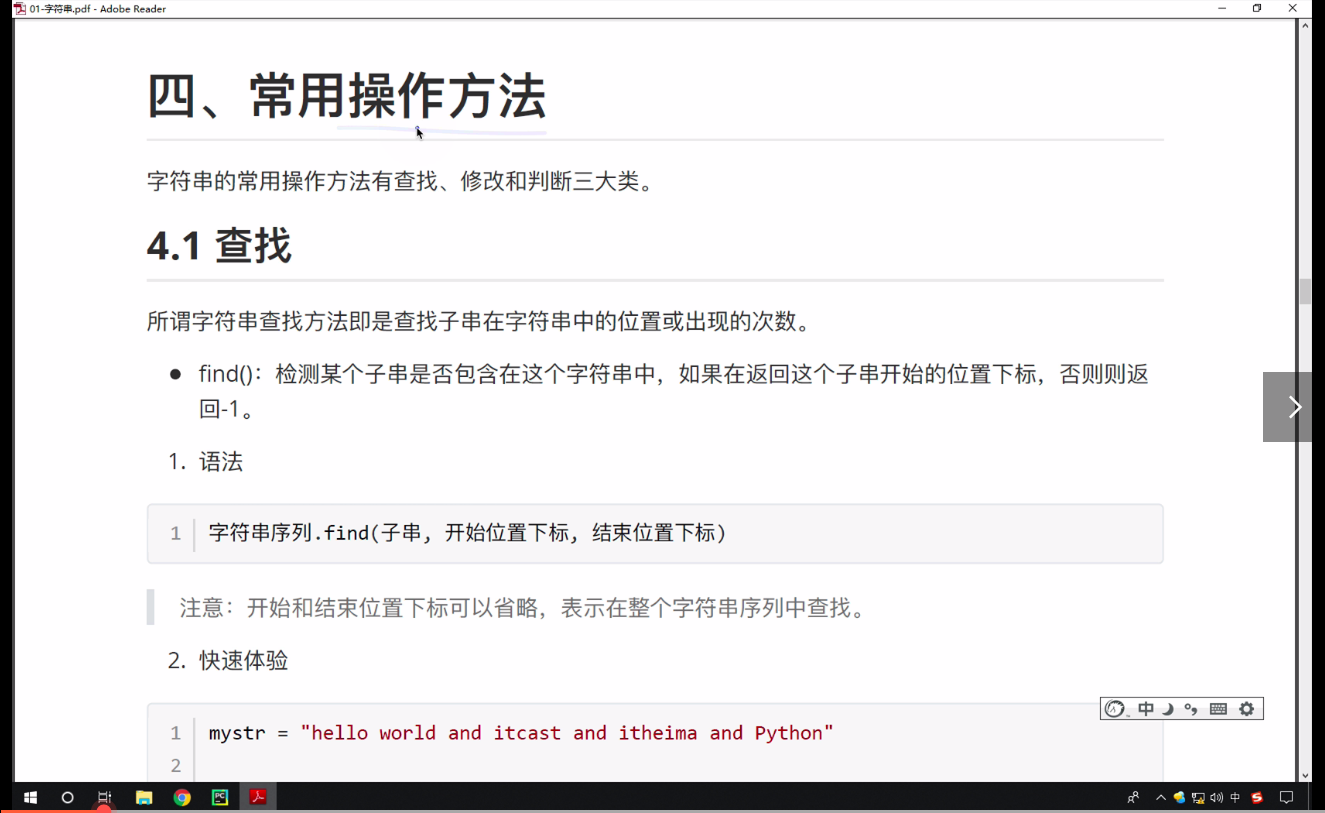 01-字符串.pdf - Adobe Reader
四、常用操作方法
字符串的常用操作方法有查找、修改和判断三大类。
4.1 查找
所谓字符串查找方法即是查找子串在字符串中的位置或出现的次数。
● find()：检测某个子串是否包含在这个字符串中，如果在返回这个子串开始的位置下标，否则则返
回-1。
1. 语法
1 字符串序列.find(子串, 开始位置下标, 结束位置下标)
注意：开始和结束位置下标可以省略，表示在整个字符串序列中查找。
2. 快速体验
中
1 mystr = "hello world and itcast and itheima and Python"
2
PC
中